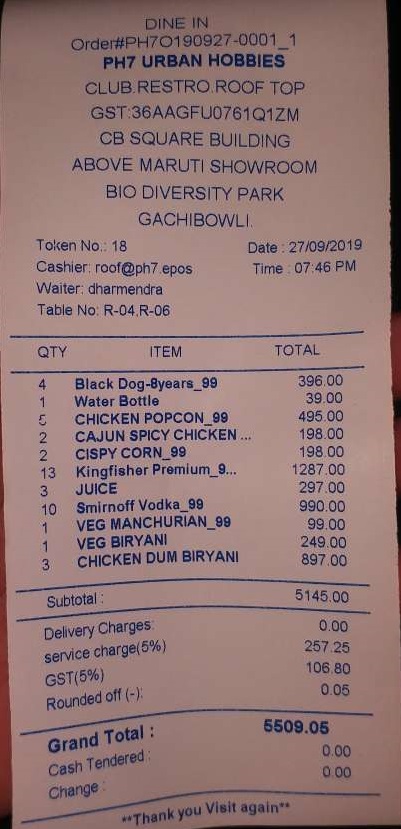 DINE IN
Order#PH7O190927-0001_1
PH7 URBAN HOBBIES
CLUB.RESTRO.ROOF TOP
GST:36AAGFU0761Q1ZM
CB SQUARE BUILDING
ABOVE MARUTI SHOWROOM
BIO DIVERSITY PARK
GACHIBOWLI.
Token No.: 18 Date : 27/09/2019
Cashier: roof@ph7.epos Time : 07:46 PM
Waiter: dharmendra
Table No: R-04,R-06
QTY ITEM TOTAL
4 Black Dog-8years_99 396.00
1 Water Bottle 39.00
5 CHICKEN POPCON_99 495.00
2 CAJUN SPICY CHICKEN ... 198.00
2 CISPY CORN_99 198.00
13 Kingfisher Premium_9... 1287.00
3 JUICE 297.00
10 Smirnoff Vodka_99 990.00
1 VEG MANCHURIAN_99 99.00
1 VEG BIRYANI 249.00
3 CHICKEN DUM BIRYANI 897.00
Subtotal : 5145.00
Delivery Charges: 0.00
service charge(5%) 257.25
GST(5%) 106.80
Rounded off (-): 0.05
Grand Total : 5509.05
Cash Tendered : 0.00
Change : 0.00
**Thank you Visit again**